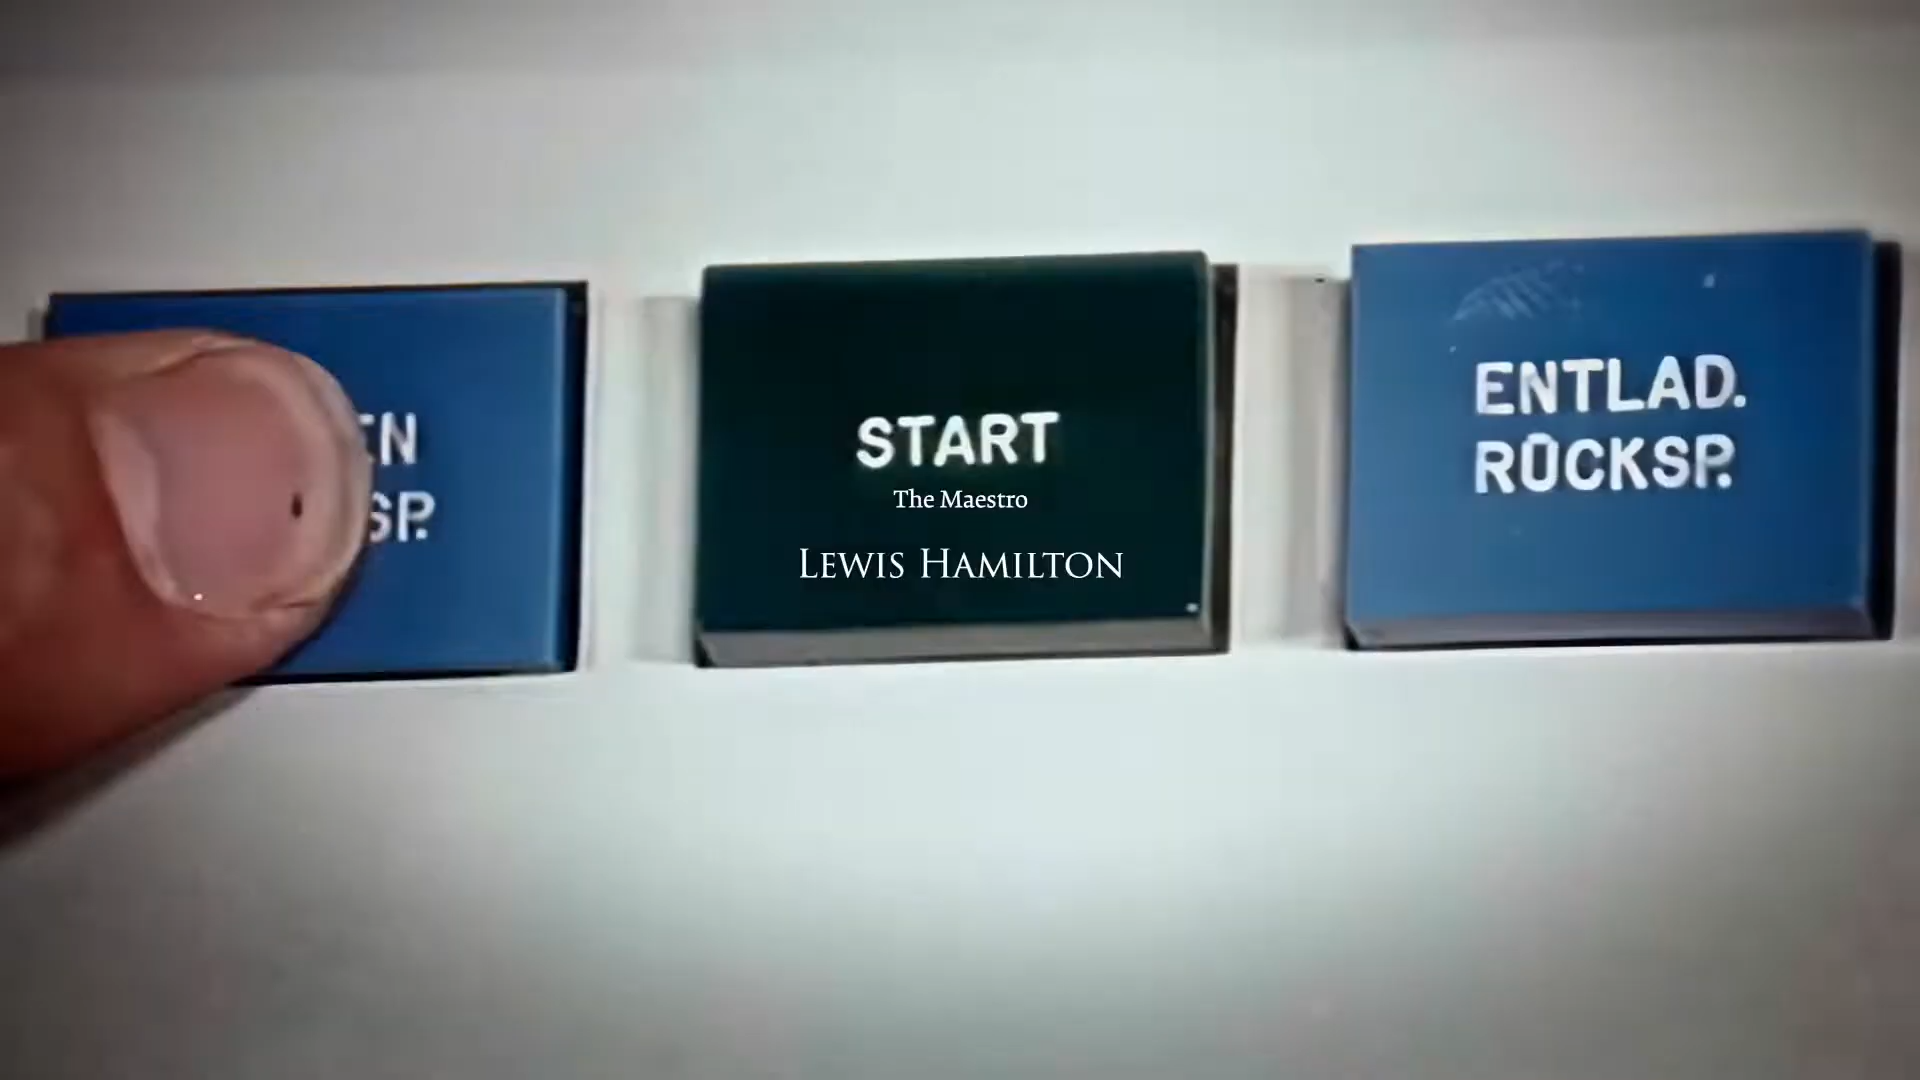 START
The Maestro
LEWIS HAMILTON
ENTLAD.
RÜCKSP.